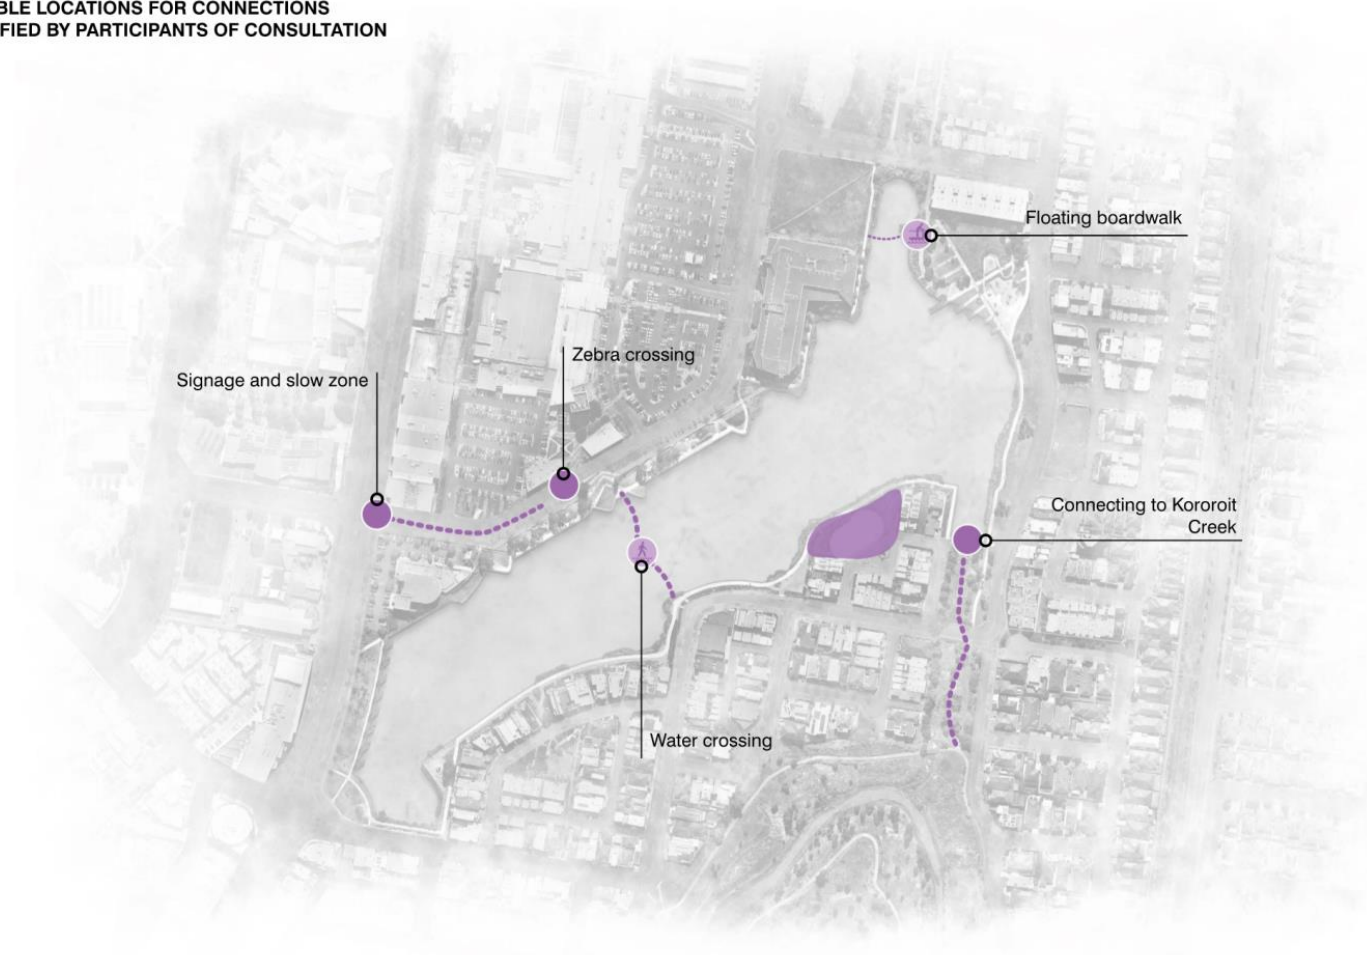 BLE LOCATIONS FOR CONNECTIONS
FIED BY PARTICIPANTS OF CONSULTATION
Floating boardwalk
Zebra crossing
Signage and slow zone
Connecting to Kororoit
Creek
Water crossing